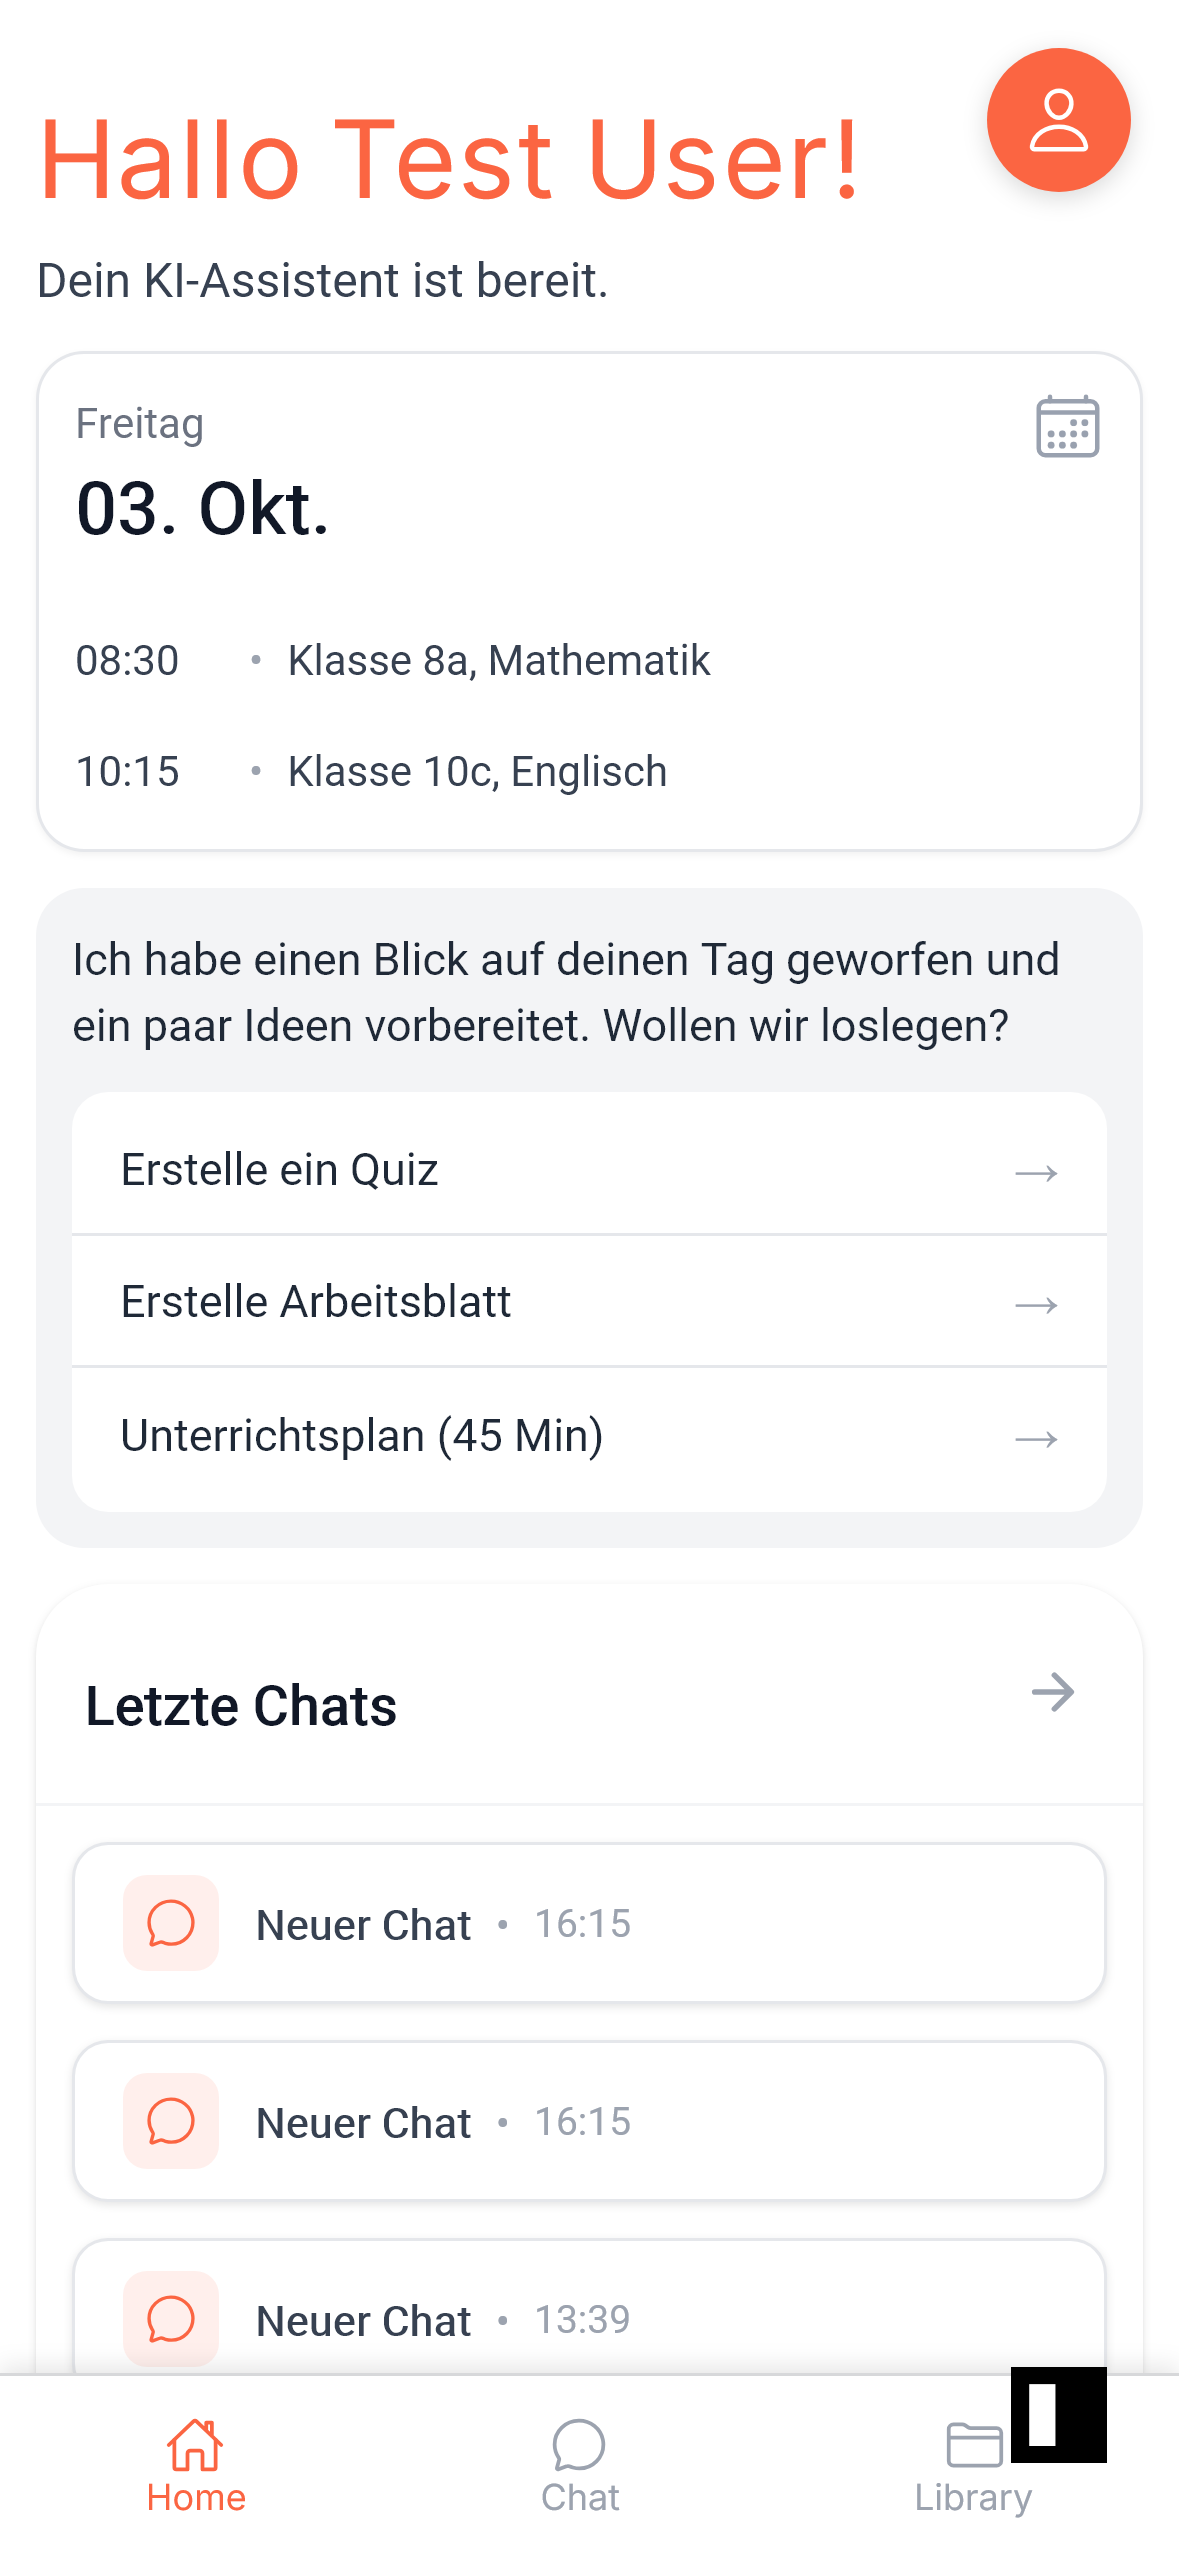 Hallo Test User!
Dein KI-Assistent ist bereit.
Freitag
03. Okt.
08:30 • Klasse 8a, Mathematik
10:15 • Klasse 10c, Englisch
Ich habe einen Blick auf deinen Tag geworfen und
ein paar Ideen vorbereitet. Wollen wir loslegen?
Erstelle ein Quiz →
Erstelle Arbeitsblatt →
Unterrichtsplan (45 Min) →
Letzte Chats
Neuer Chat • 16:15
Neuer Chat • 16:15
Neuer Chat • 13:39
Home
Chat
Library